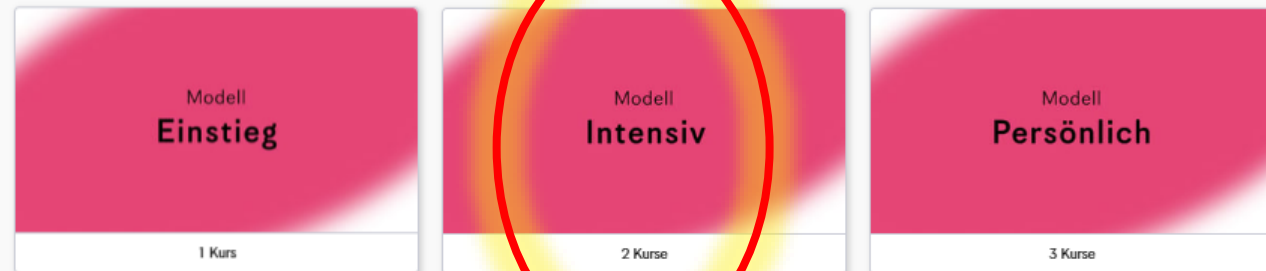 Modell
Einstieg
1 Kurs
Modell
Intensiv
2 Kurse
Modell
Persönlich
3 Kurse